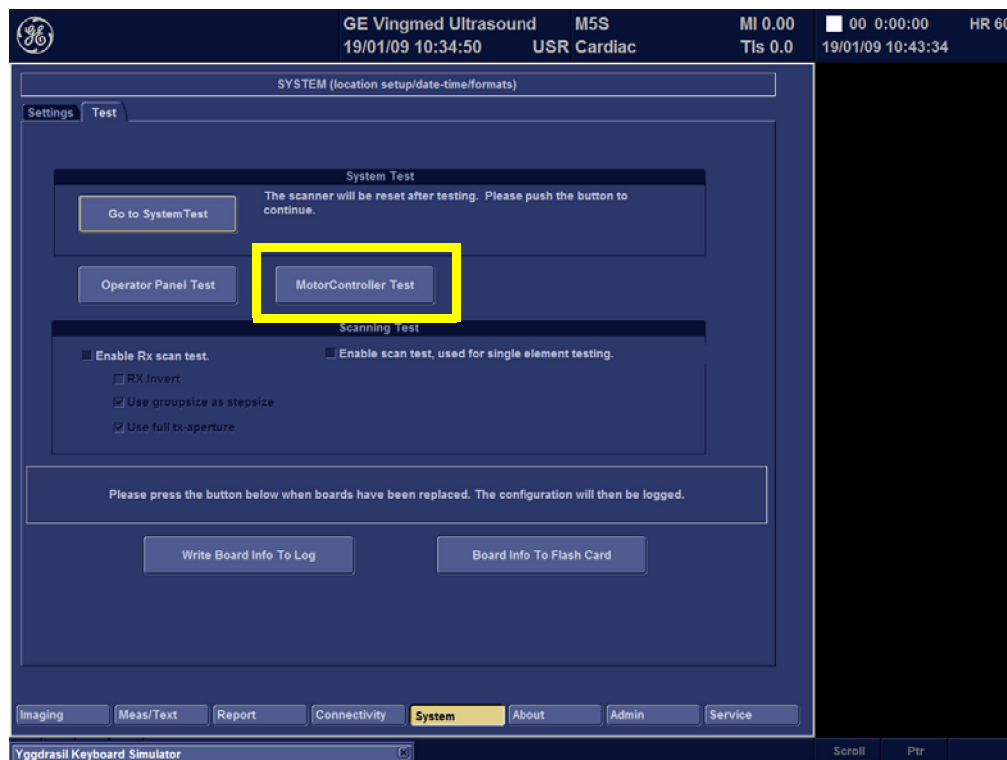 GE Vingmed Ultrasound M5S MI 0.00 00 0:00:00 HR 60
19/01/09 10:34:50 USR Cardiac TIs 0.0 19/01/09 10:43:34
SYSTEM (location setup/date-time/formats)
Settings Test
System Test
Go to SystemTest
The scanner will be reset after testing. Please push the button to
continue.
Operator Panel Test MotorController Test
Scanning Test
Enable Rx scan test. Enable scan test, used for single element testing.
RX Invert
Use groupsize as stepsize
Use full tx-aperture
Please press the button below when boards have been replaced. The configuration will then be logged.
Write Board Info To Log Board Info To Flash Card
Imaging Meas/Text Report Connectivity System About Admin Service
Yggdrasil Keyboard Simulator Scroll Ptr